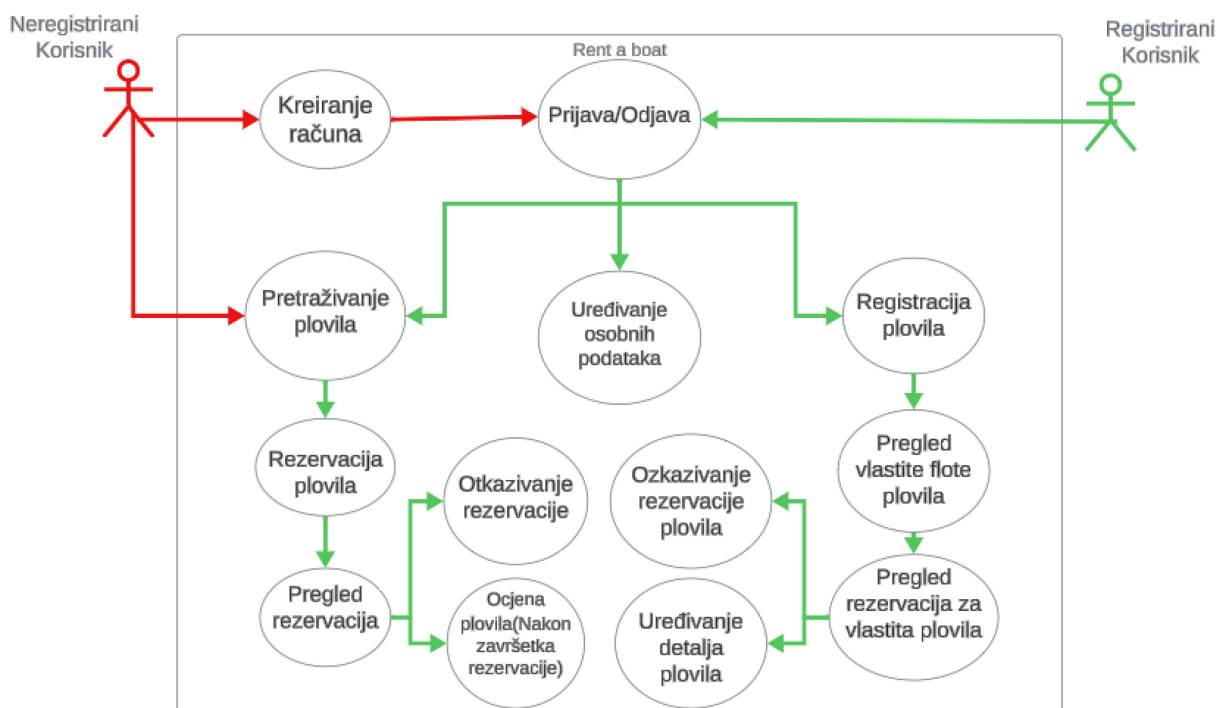 Neregistrirani
Korisnik
Registrirani
Korisnik
Rent a boat
Kreiranje
računa
Prijava/Odjava
Pretraživanje
plovila
Uređivanje
osobnih
podataka
Registracija
plovila
Rezervacija
plovila
Otkazivanje
rezervacije
Ozkazivanje
rezervacije
plovila
Pregled
vlastite flote
plovila
Pregled
rezervacija
Ocjena
plovila(Nakon
završetka
rezervacije)
Uređivanje
detalja
plovila
Pregled
rezervacija za
vlastita plovila